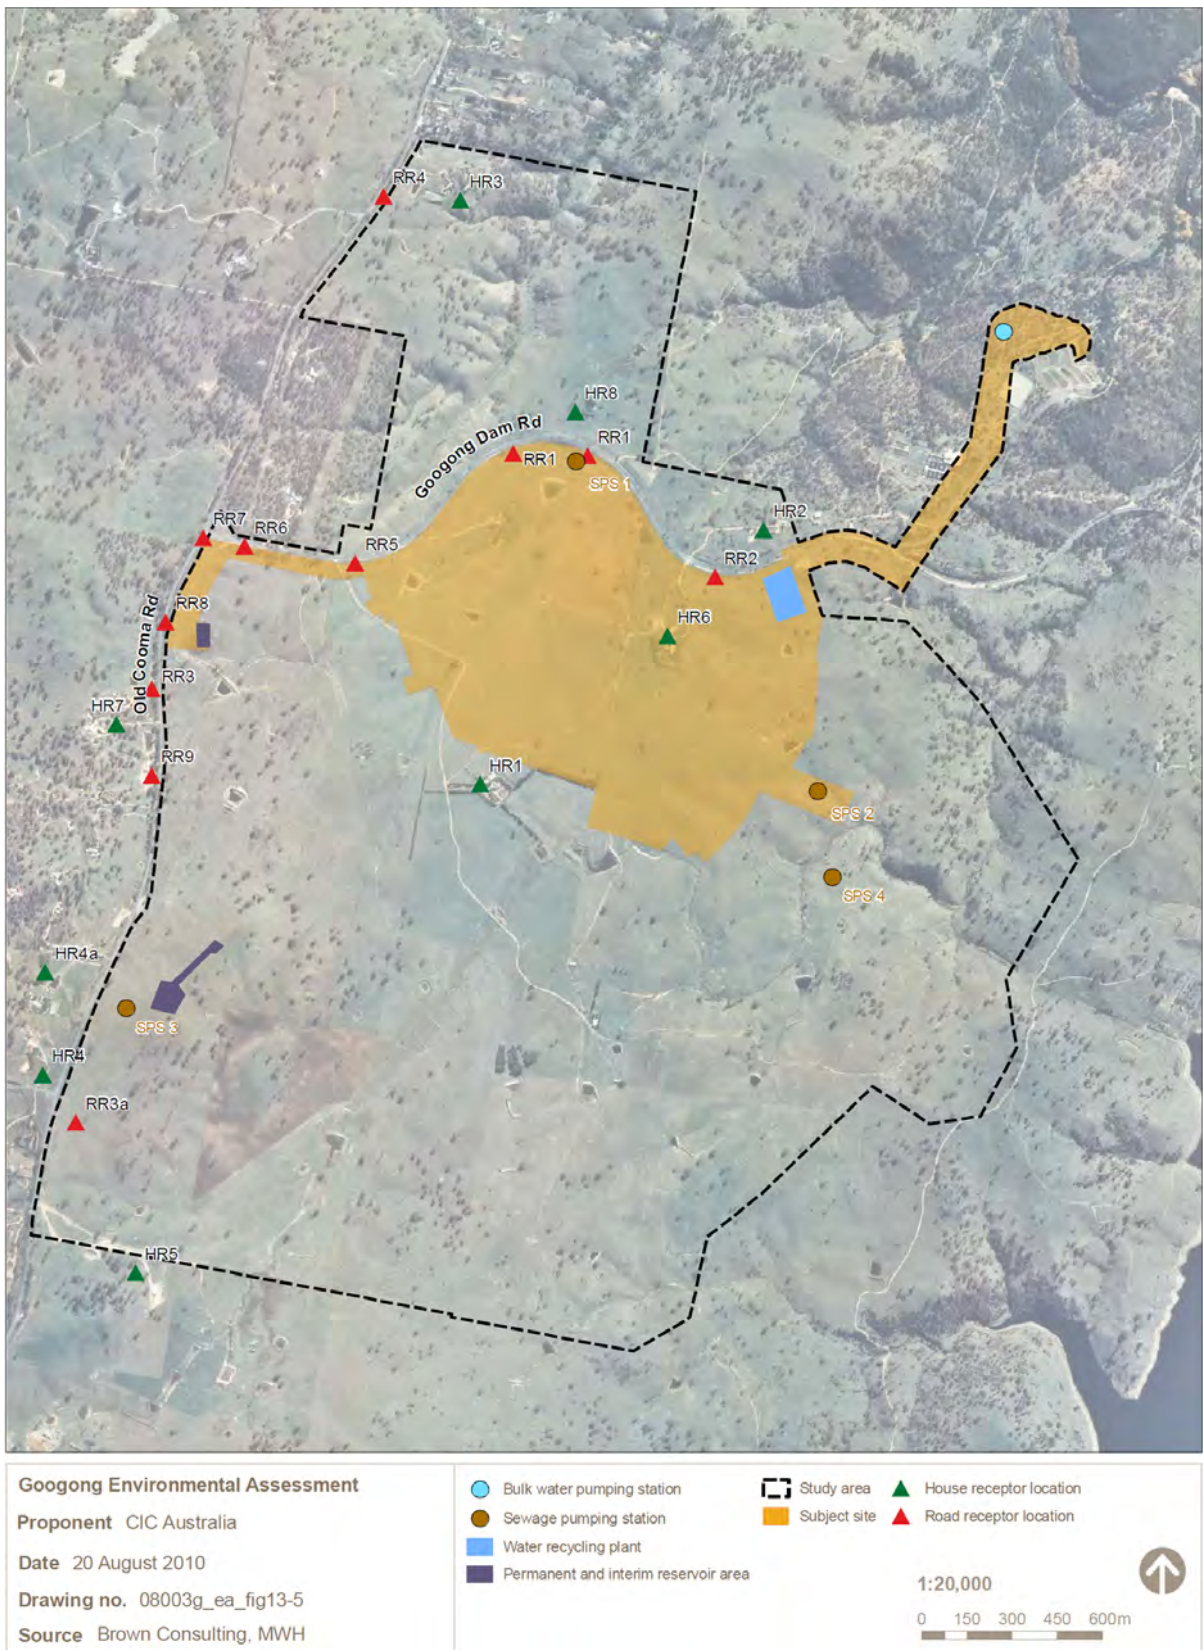 RR4
HR3
HR8
Googong Dam Rd
RR1
RR1
SPS 1
HR2
RR7
RR6
RR5
RR2
RR8
HR6
Old Cooma Rd
RR3
HR7
RR9
HR1
SPS 2
SPS 4
HR4a
SPS 3
HR4
RR3a
HR5
Googong Environmental Assessment
Proponent CIC Australia
Date 20 August 2010
Drawing no. 08003g_ea_fig13-5
Source Brown Consulting, MWH
Bulk water pumping station
Sewage pumping station
Water recycling plant
Permanent and interim reservoir area
Study area
Subject site
House receptor location
Road receptor location
1:20,000
0 150 300 450 600m